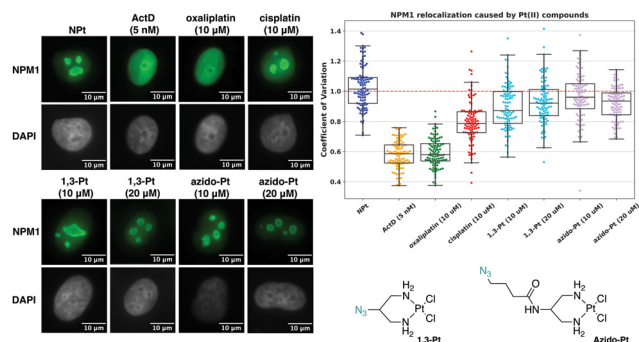 NPt
ActD
(5 nM)
oxaliplatin
(10 μM)
cisplatin
(10 μM)
NPM1
10 μm
10 μm
10 μm
10 μm
DAPI
10 μm
10 μm
10 μm
10 μm
1,3-Pt
(10 μM)
1,3-Pt
(20 μM)
azido-Pt
(10 μM)
azido-Pt
(20 μM)
NPM1
10 μm
10 μm
10 μm
10 μm
DAPI
10 μm
10 μm
10 μm
10 μm
NPM1 relocalization caused by Pt(II) compounds
Coefficient of Variation
1.4
1.2
1.0
0.8
0.6
0.4
NPt
ActD (5 nM)
oxaliplatin (10 uM)
cisplatin (10 uM)
1,3-Pt (10 uM)
1,3-Pt (20 uM)
azido-Pt (10 uM)
azido-Pt (20 uM)
N3
H2
N
Pt
Cl
Cl
N
H2
1,3-Pt
N3
O
HN
H2
N
Pt
Cl
Cl
N
H2
Azido-Pt